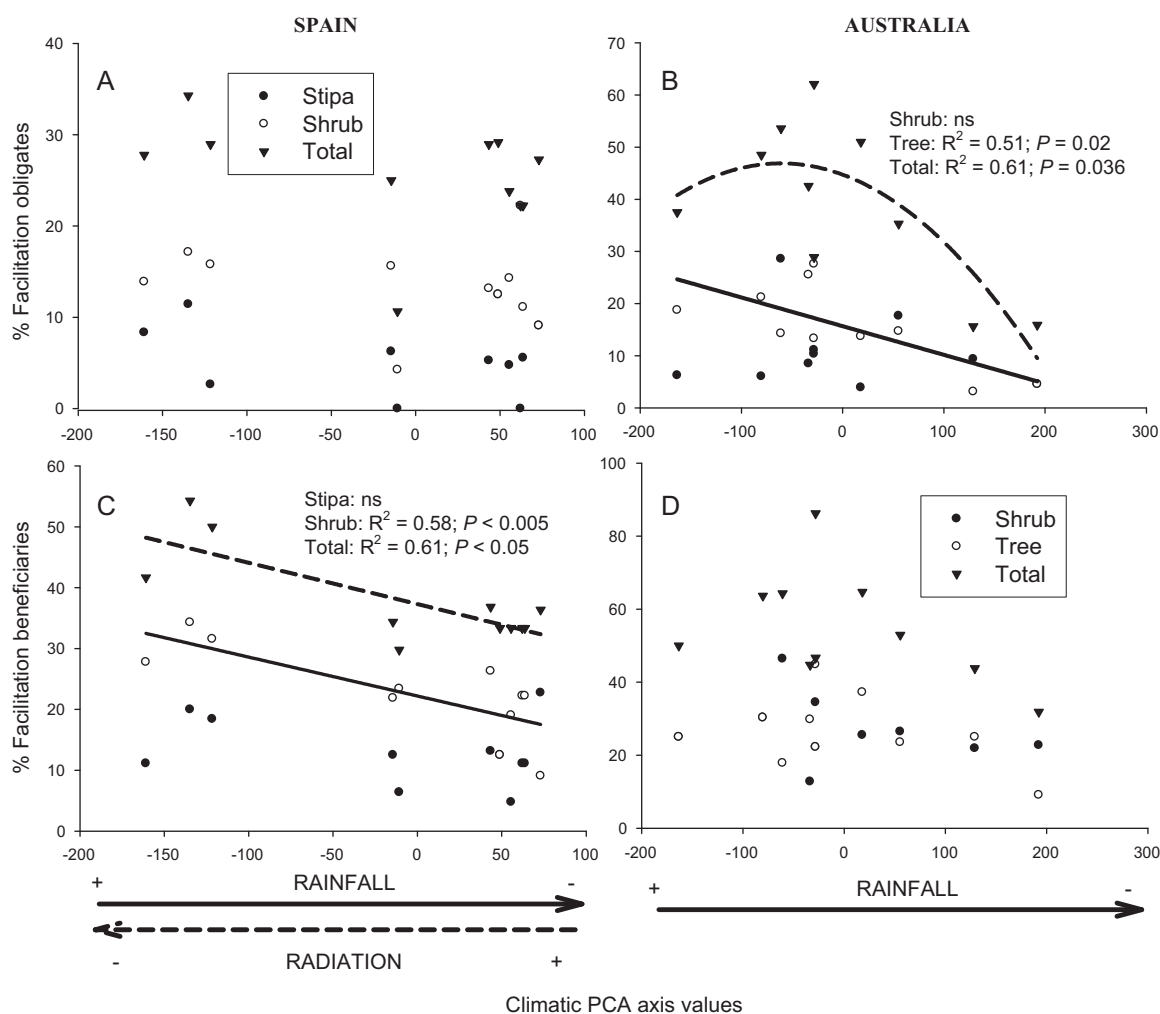 SPAIN
AUSTRALIA
% Facilitation obligates
40
30
20
10
0
A
Stipa
Shrub
Total
-200 -150 -100 -50 0 50 100
70
60
50
40
30
20
10
0
B
Shrub: ns
Tree: R² = 0.51; P = 0.02
Total: R² = 0.61; P = 0.036
-200 -100 0 100 200 300
% Facilitation beneficiaries
60
50
40
30
20
10
0
C
Stipa: ns
Shrub: R² = 0.58; P < 0.005
Total: R² = 0.61; P < 0.05
-200 -150 -100 -50 0 50 100
100
80
60
40
20
0
D
Shrub
Tree
Total
-200 -100 0 100 200 300
+ RAINFALL -
- RADIATION +
+ RAINFALL -
Climatic PCA axis values